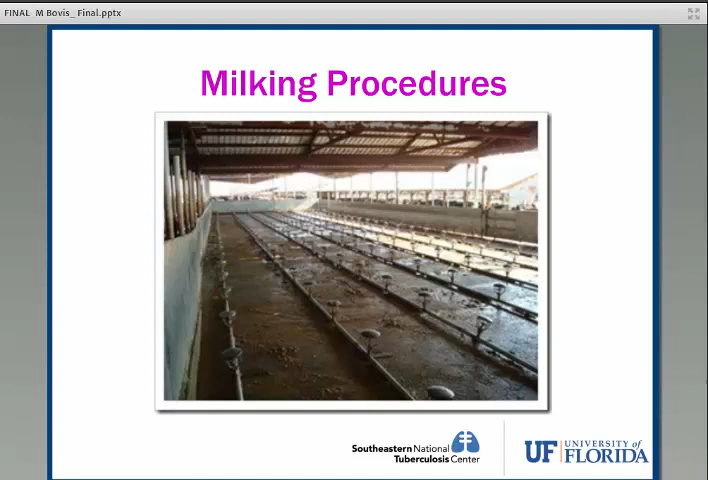 FINAL M Bovis_ Final.pptx
Milking Procedures
Southeastern National
Tuberculosis Center
UF UNIVERSITY of
FLORIDA